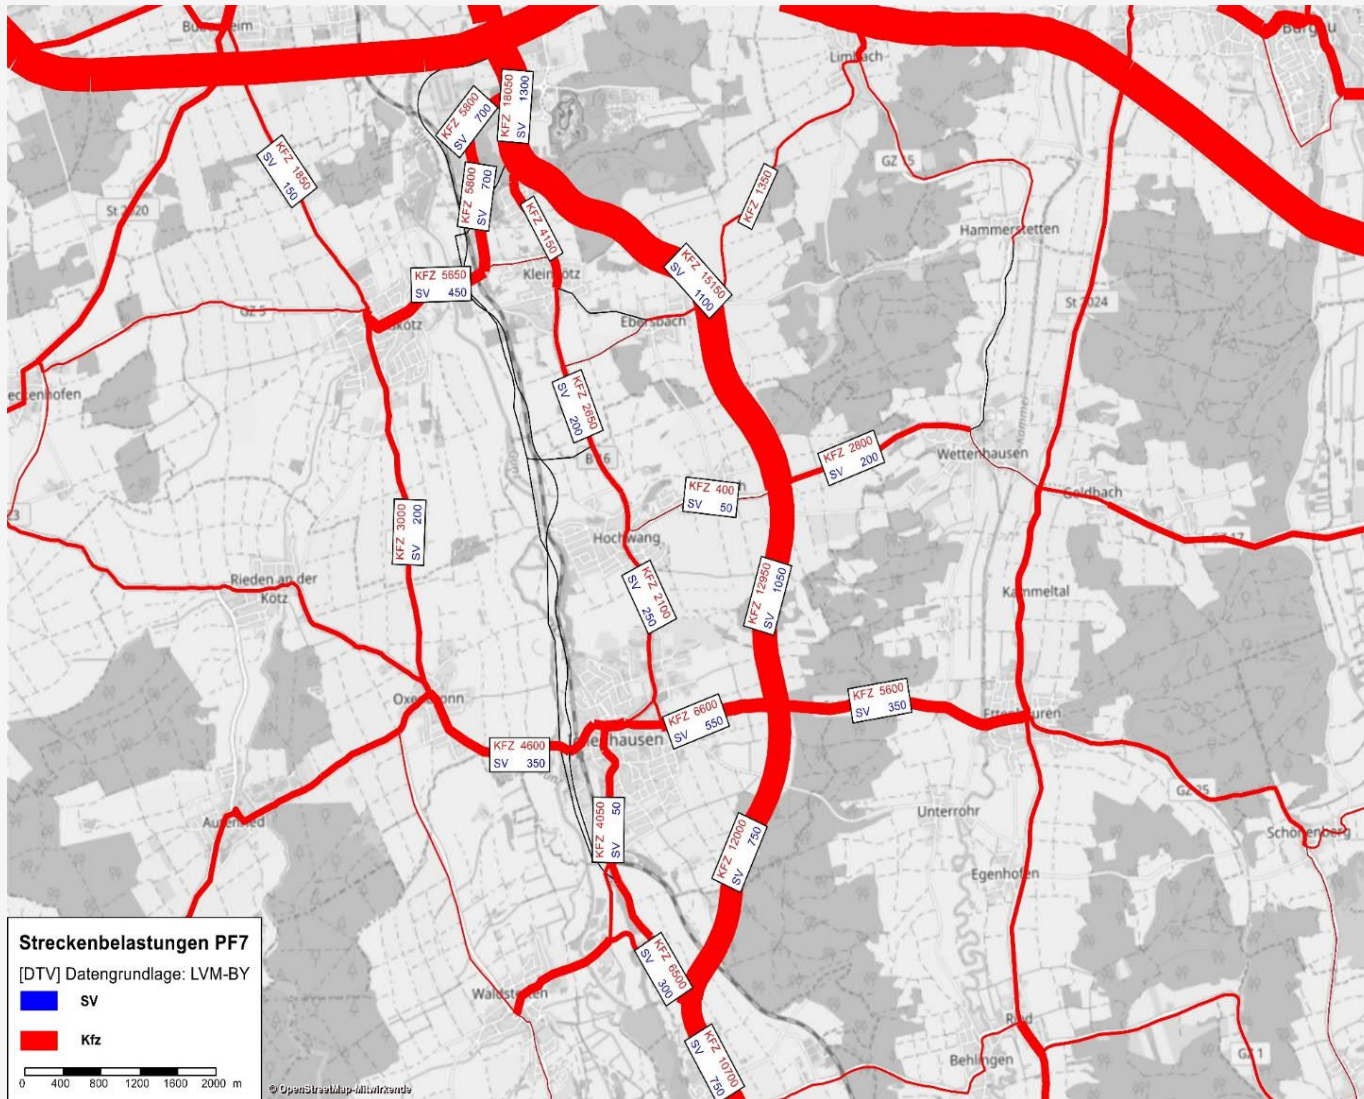 Limbach
KFZ 5800
SV 700
KFZ 18050
SV 1300
KFZ 1850
SV 150
KFZ 5800
SV 700
KFZ 1350
St 2020
KFZ 4150
Hammerstetten
KFZ 5650
SV 450
KFZ 15150
SV 1100
GZ 5
Ebersbach
St 2024
KFZ 2650
SV 200
B 16
KFZ 2800
SV 200
Wettenhausen
KFZ 400
SV 50
Goldbach
KFZ 3000
SV 200
Hochwang
Rieden an der
Kötz
KFZ 2100
SV 250
KFZ 12950
SV 1050
Kammeltal
KFZ 6600
SV 550
KFZ 5600
SV 350
KFZ 4600
SV 350
GZ 25
Unterrohr
KFZ 4050
SV 50
KFZ 12000
SV 750
Schönenberg
Egenhofen
KFZ 6500
SV 300
Behlingen
GZ 1
KFZ 10700
SV 750
Streckenbelastungen PF7
[DTV] Datengrundlage: LVM-BY
SV
Kfz
0 400 800 1200 1600 2000 m
© OpenStreetMap-Mitwirkende